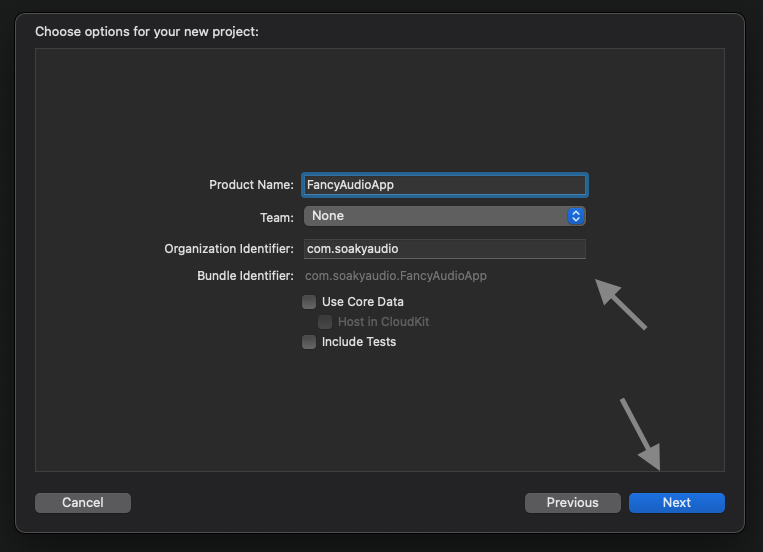 Choose options for your new project:
Product Name: FancyAudioApp
Team: None
Organization Identifier: com.soakyaudio
Bundle Identifier: com.soakyaudio.FancyAudioApp
Use Core Data
Host in CloudKit
Include Tests
Cancel Previous Next